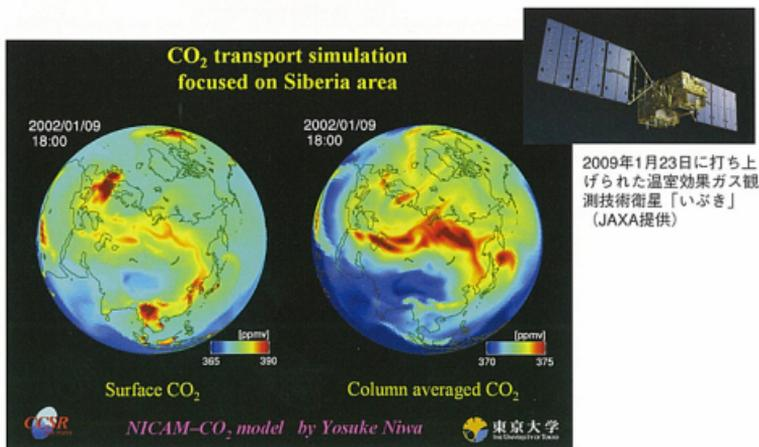 CO₂ transport simulation
focused on Siberia area
2002/01/09
18:00
2002/01/09
18:00
[ppmv]
365 390
[ppmv]
370 375
Surface CO₂
Column averaged CO₂
CCSR
NICAM–CO₂ model by Yosuke Niwa
東京大学
THE UNIVERSITY OF TOKYO
2009年1月23日に打ち上
げられた温室効果ガス観
測技術衛星「いぶき」
（JAXA提供）